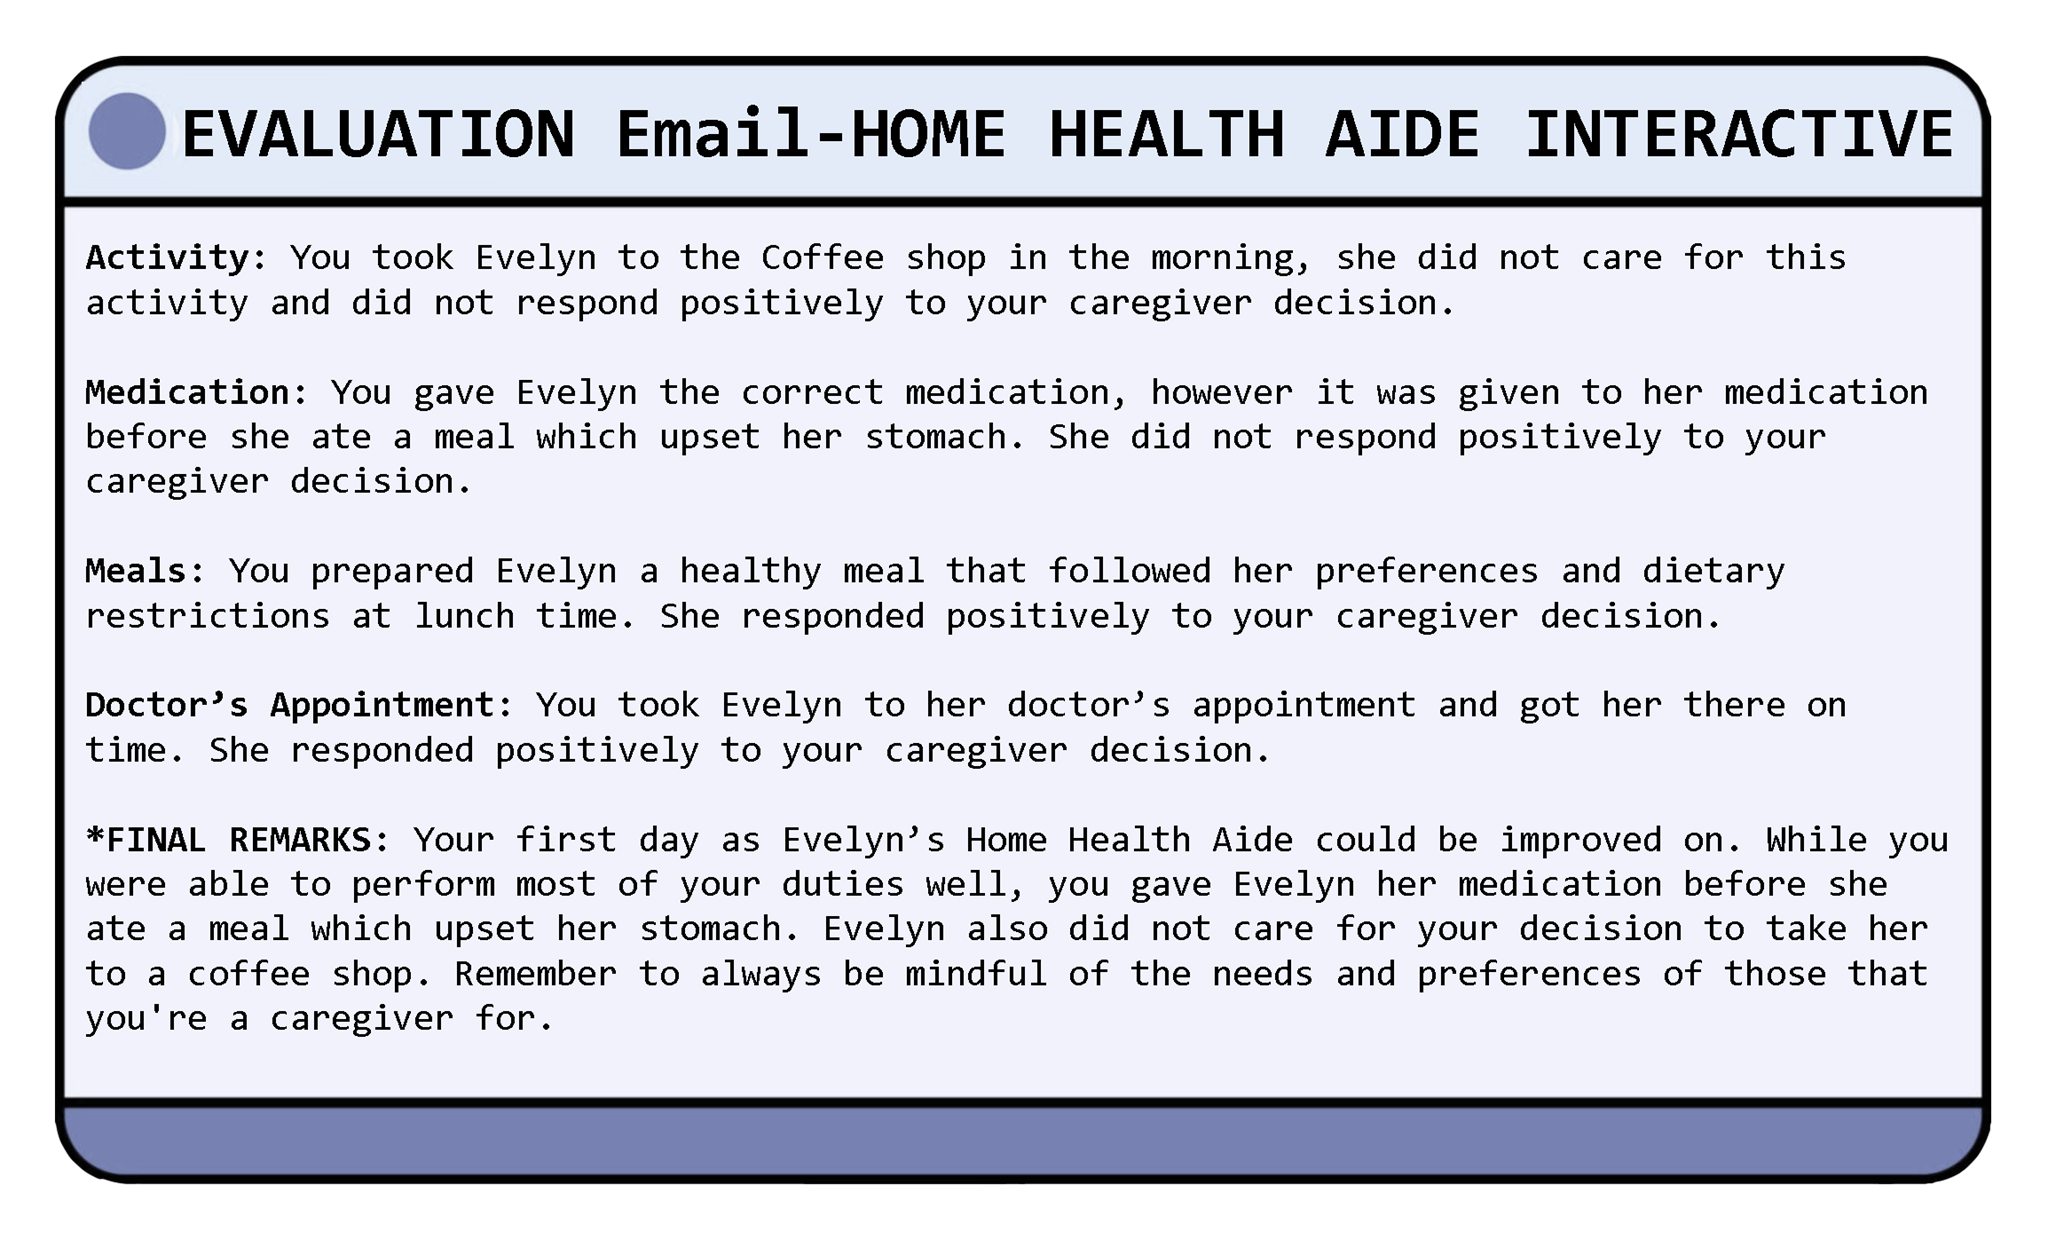 EVALUATION Email-HOME HEALTH AIDE INTERACTIVE
Activity: You took Evelyn to the Coffee shop in the morning, she did not care for this
activity and did not respond positively to your caregiver decision.
Medication: You gave Evelyn the correct medication, however it was given to her medication
before she ate a meal which upset her stomach. She did not respond positively to your
caregiver decision.
Meals: You prepared Evelyn a healthy meal that followed her preferences and dietary
restrictions at lunch time. She responded positively to your caregiver decision.
Doctor’s Appointment: You took Evelyn to her doctor’s appointment and got her there on
time. She responded positively to your caregiver decision.
*FINAL REMARKS: Your first day as Evelyn’s Home Health Aide could be improved on. While you
were able to perform most of your duties well, you gave Evelyn her medication before she
ate a meal which upset her stomach. Evelyn also did not care for your decision to take her
to a coffee shop. Remember to always be mindful of the needs and preferences of those that
you're a caregiver for.